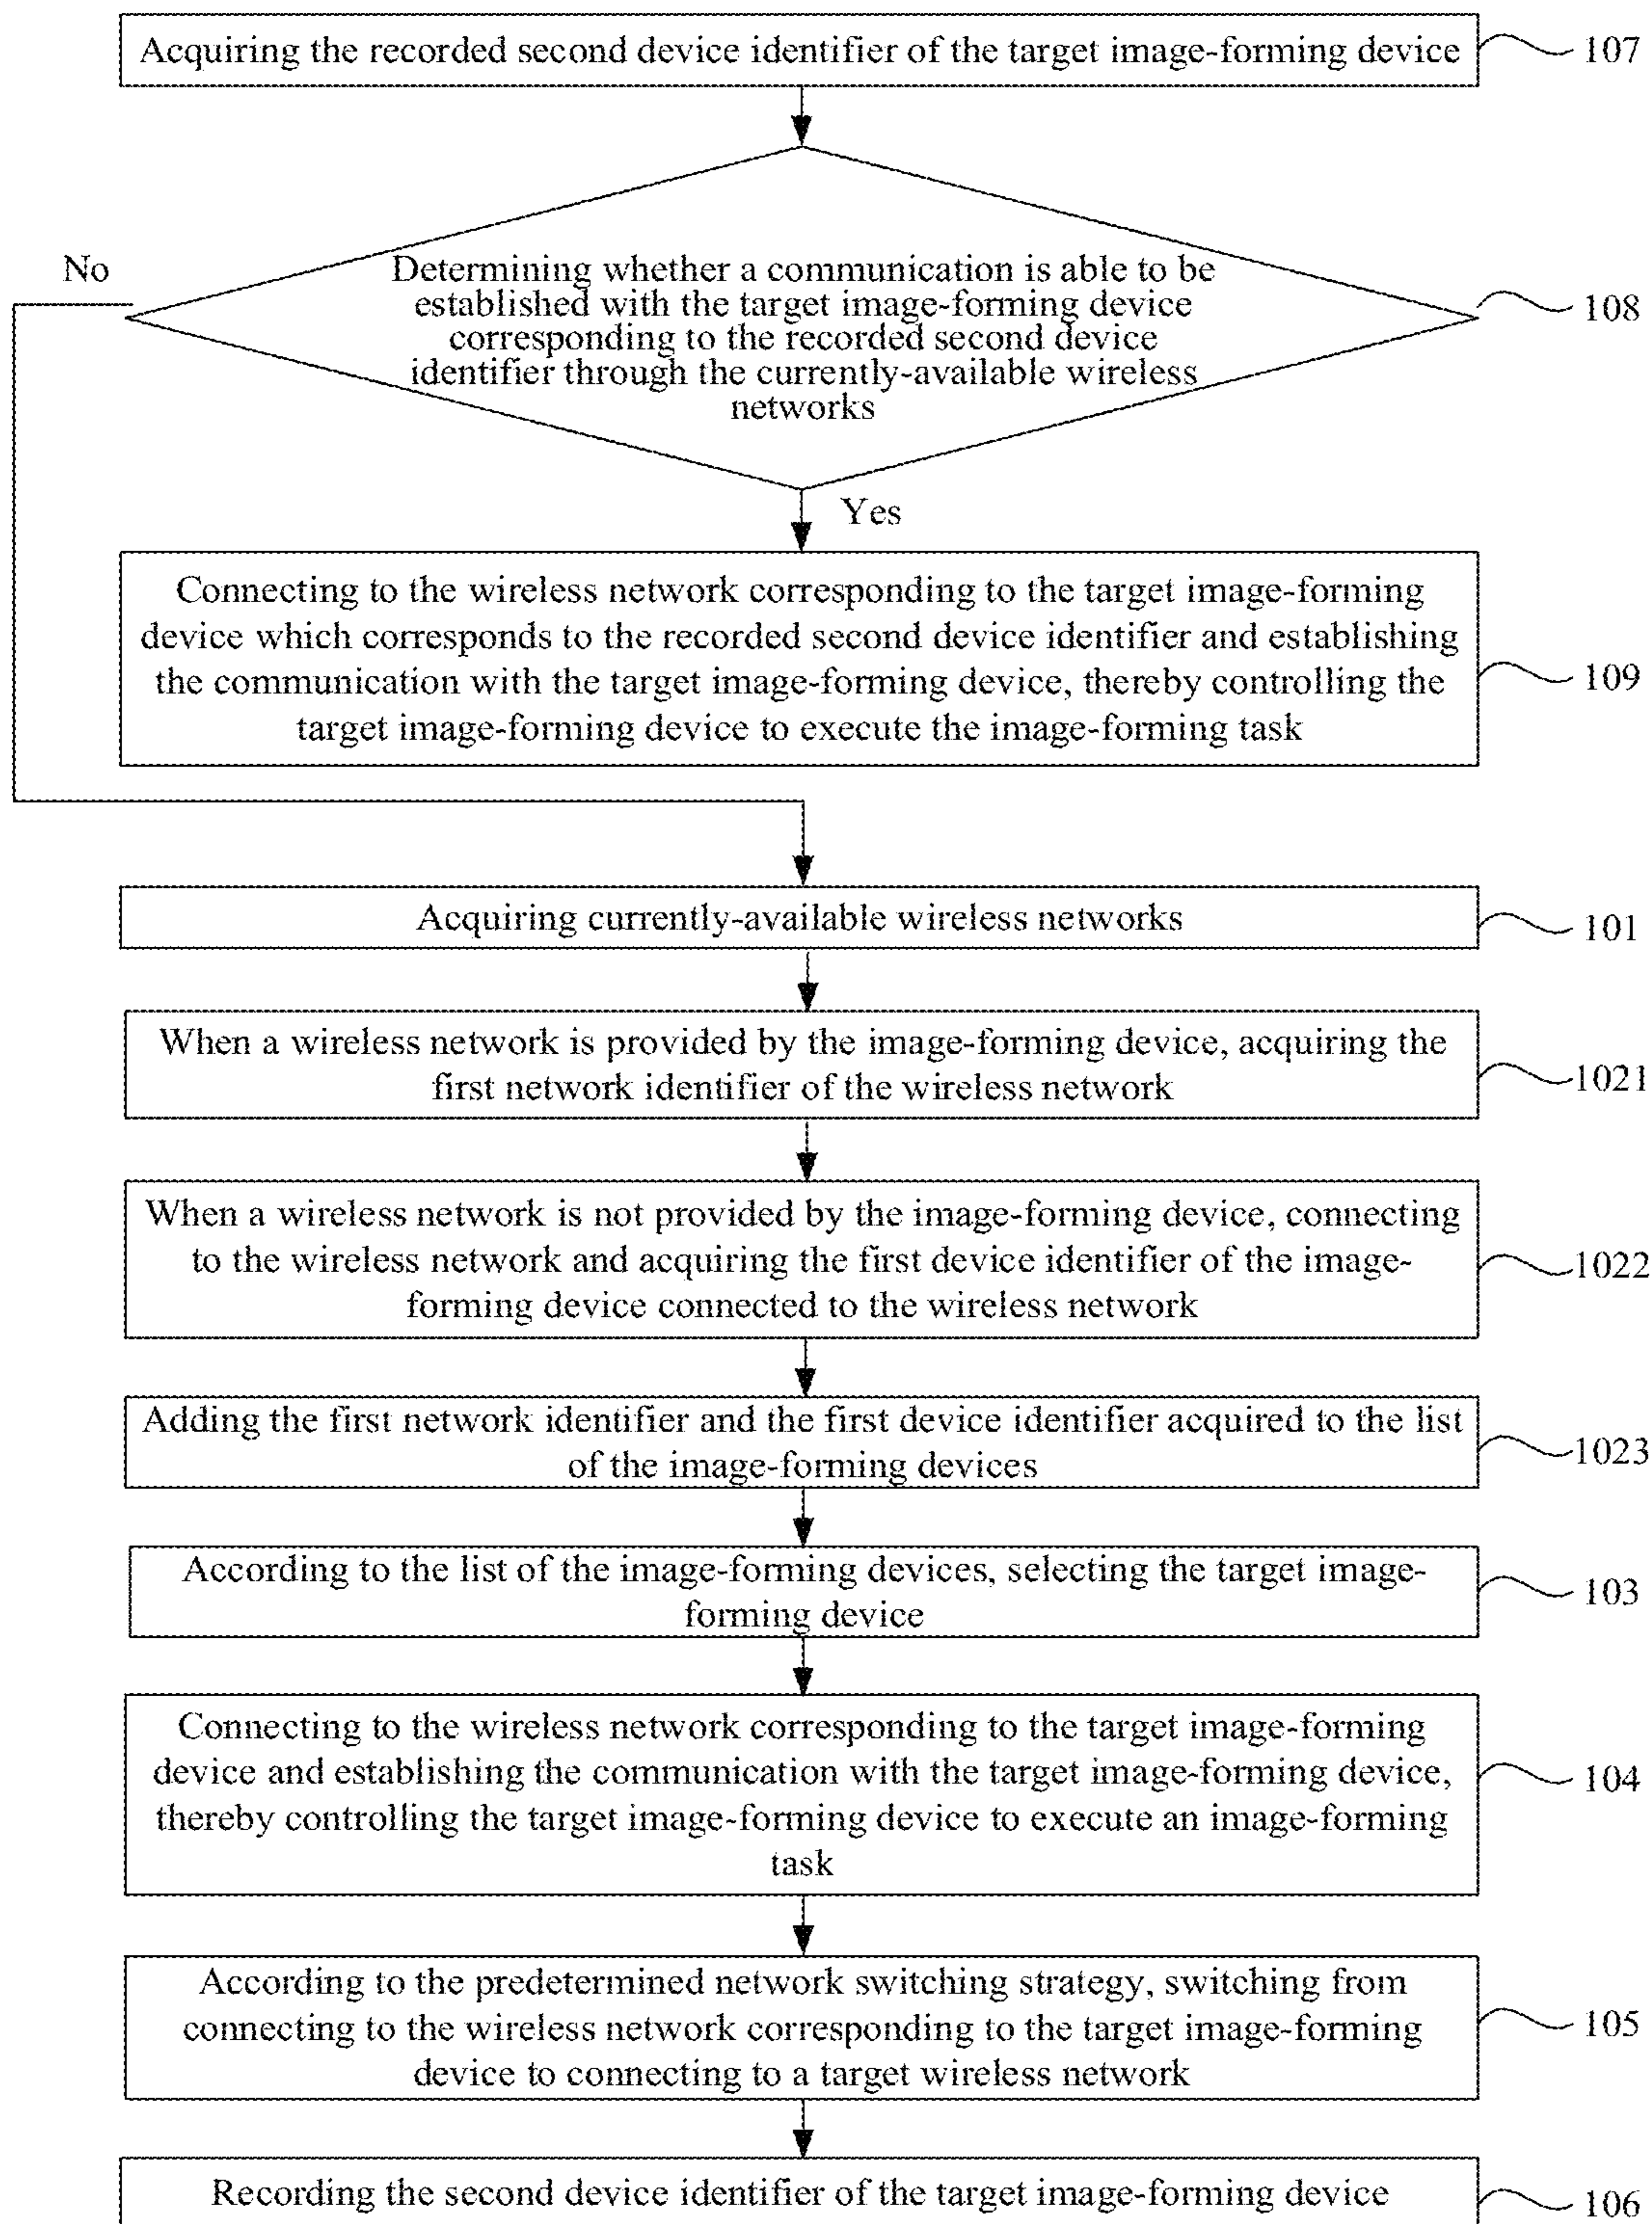 Acquiring the recorded second device identifier of the target image-forming device
107
No
Determining whether a communication is able to be
established with the target image-forming device
corresponding to the recorded second device
identifier through the currently-available wireless
networks
108
Yes
Connecting to the wireless network corresponding to the target image-forming
device which corresponds to the recorded second device identifier and establishing
the communication with the target image-forming device, thereby controlling the
target image-forming device to execute the image-forming task
109
Acquiring currently-available wireless networks
101
When a wireless network is provided by the image-forming device, acquiring the
first network identifier of the wireless network
1021
When a wireless network is not provided by the image-forming device, connecting
to the wireless network and acquiring the first device identifier of the image-
forming device connected to the wireless network
1022
Adding the first network identifier and the first device identifier acquired to the list
of the image-forming devices
1023
According to the list of the image-forming devices, selecting the target image-
forming device
103
Connecting to the wireless network corresponding to the target image-forming
device and establishing the communication with the target image-forming device,
thereby controlling the target image-forming device to execute an image-forming
task
104
According to the predetermined network switching strategy, switching from
connecting to the wireless network corresponding to the target image-forming
device to connecting to a target wireless network
105
Recording the second device identifier of the target image-forming device
106